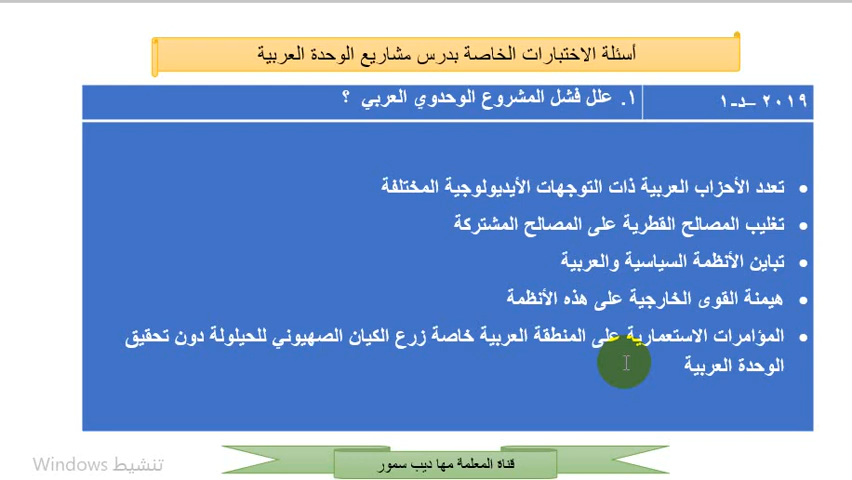 أسئلة الاختبارات الخاصة بدرس مشاريع الوحدة العربية
١. علل فشل المشروع الوحدوي العربي ؟
٢٠١٩ –د-١
• تعدد الأحزاب العربية ذات التوجهات الأيديولوجية المختلفة
• تغليب المصالح القطرية على المصالح المشتركة
• تباين الأنظمة السياسية والعربية
• هيمنة القوى الخارجية على هذه الأنظمة
• المؤامرات الاستعمارية على المنطقة العربية خاصة زرع الكيان الصهيوني للحيلولة دون تحقيق
الوحدة العربية
قناة المعلمة مها ديب سمور
تنشيط Windows